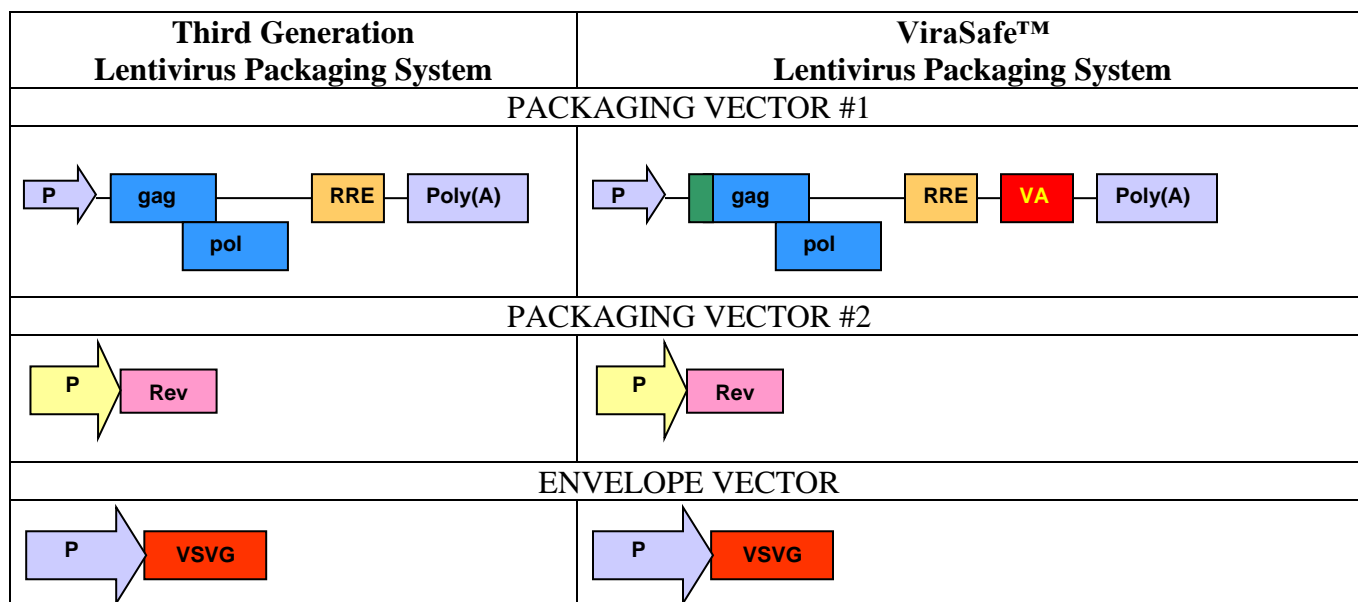 Third Generation
Lentivirus Packaging System
ViraSafe™
Lentivirus Packaging System
PACKAGING VECTOR #1
P gag RRE Poly(A)
pol
P gag RRE VA Poly(A)
pol
PACKAGING VECTOR #2
P Rev
P Rev
ENVELOPE VECTOR
P VSVG
P VSVG